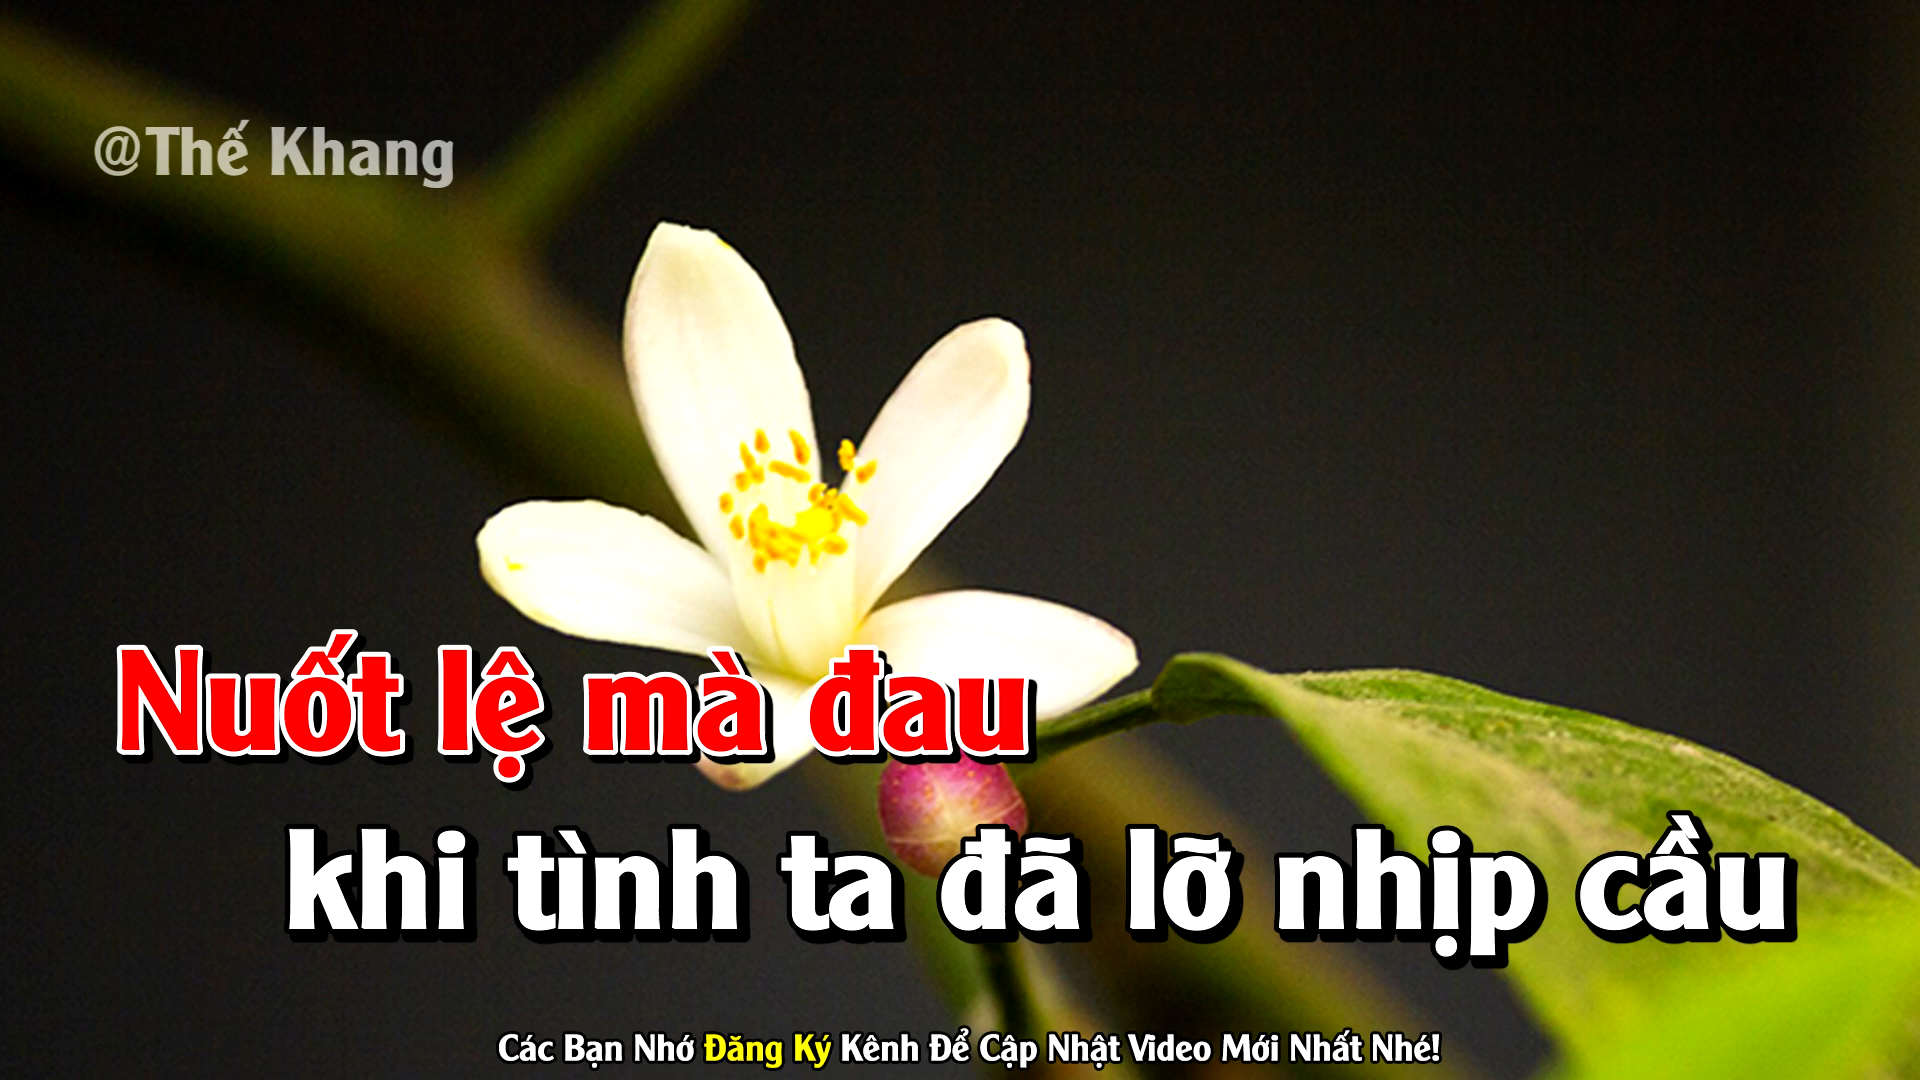 @Thế Khang
Nuốt lệ mà đau
khi tình ta đã lỡ nhịp cầu
Các Bạn Nhớ Đăng Ký Kênh Để Cập Nhật Video Mới Nhất Nhé!